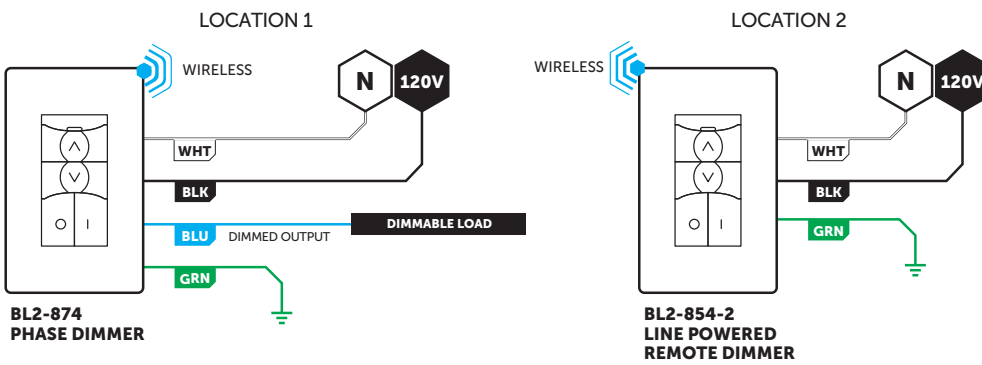 LOCATION 1
WIRELESS
N
120V
WHT
BLK
BLU
DIMMED OUTPUT
DIMMABLE LOAD
GRN
O I
BL2-874
PHASE DIMMER
LOCATION 2
WIRELESS
N
120V
WHT
BLK
GRN
O I
BL2-854-2
LINE POWERED
REMOTE DIMMER